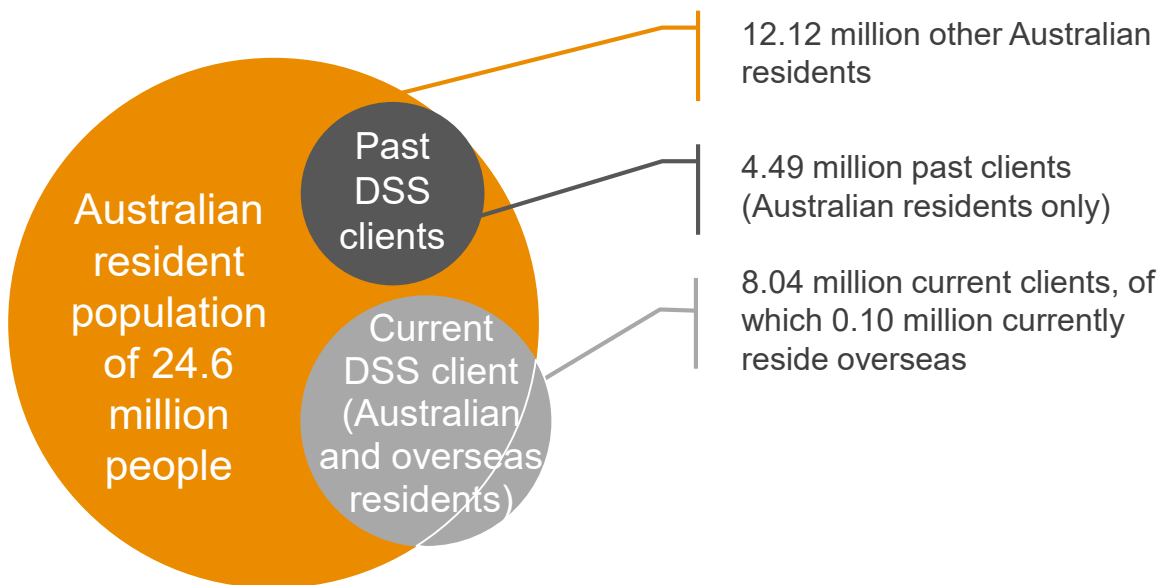 Australian
resident
population
of 24.6
million
people
Past
DSS
clients
Current
DSS client
(Australian
and overseas
residents)
12.12 million other Australian
residents
4.49 million past clients
(Australian residents only)
8.04 million current clients, of
which 0.10 million currently
reside overseas